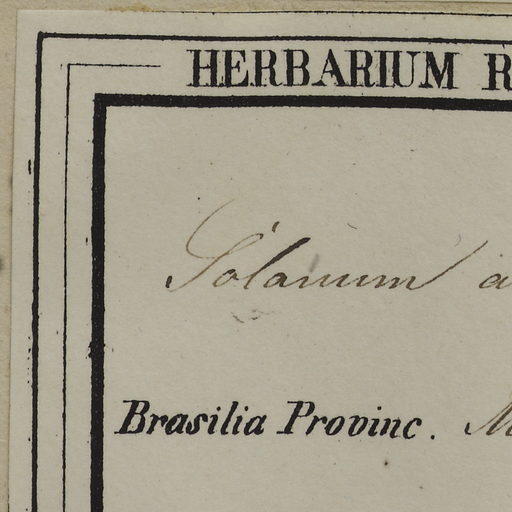 HERBARIUM R
Solanum a
Brasilia Provinc. M